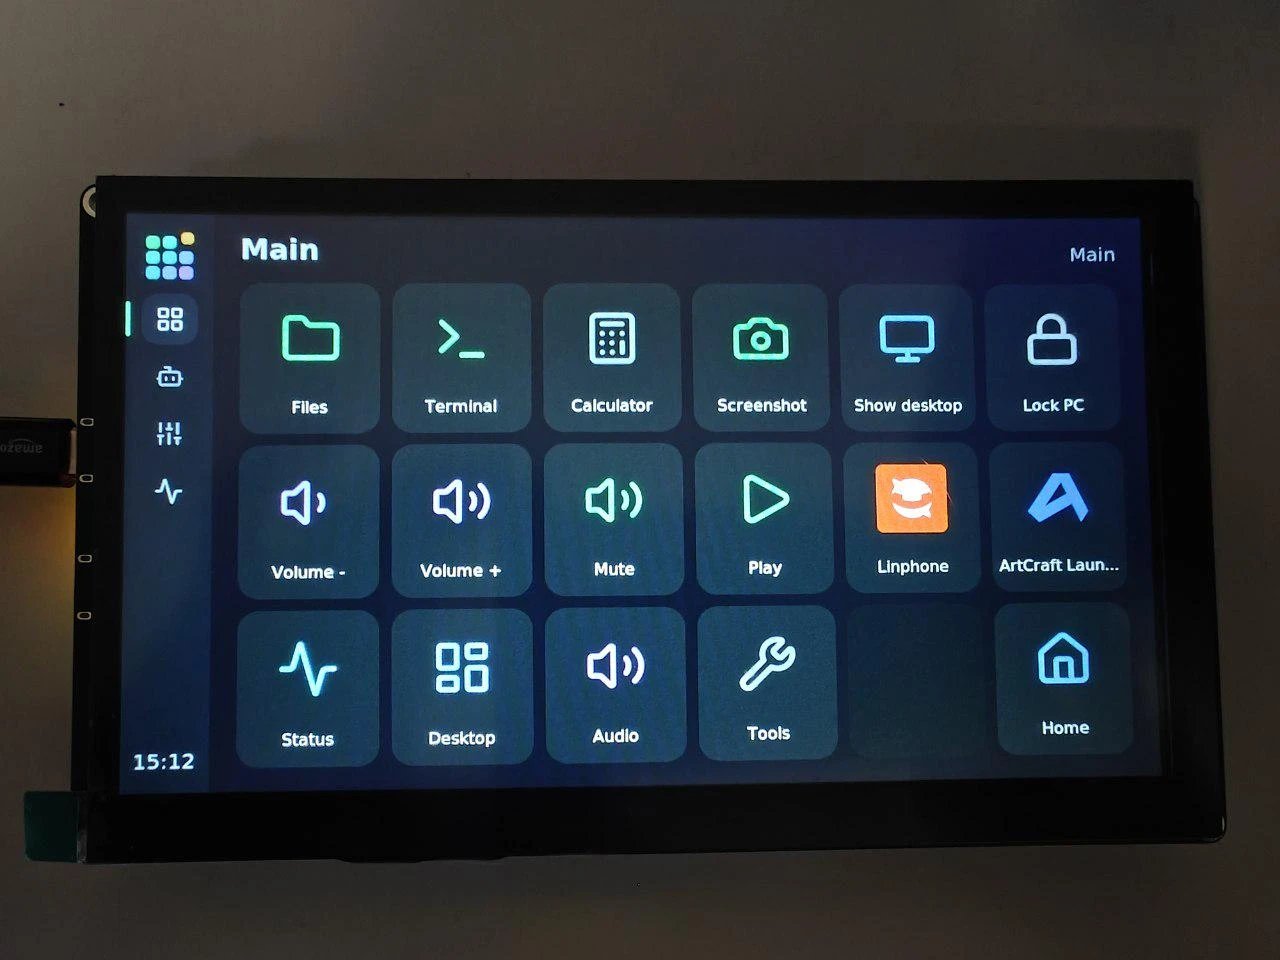 Main
Main
Files
Terminal
Calculator
Screenshot
Show desktop
Lock PC
Volume -
Volume +
Mute
Play
Linphone
ArtCraft Laun...
Status
Desktop
Audio
Tools
Home
15:12
amazon